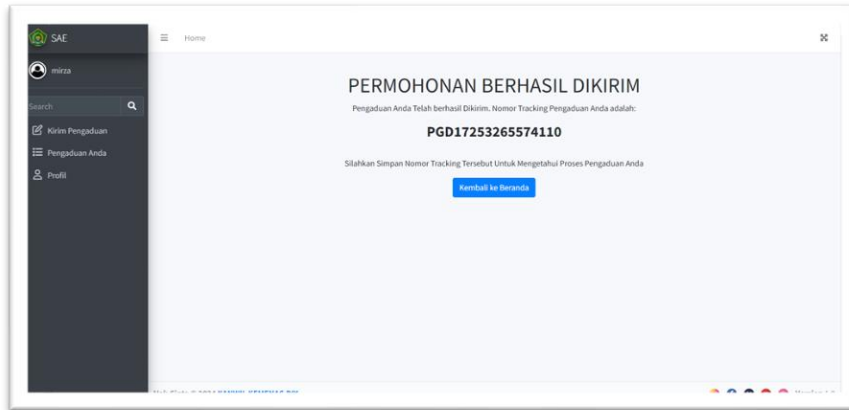 SAE
Home
mirza
Search
Kirim Pengaduan
Pengaduan Anda
Profil
PERMOHONAN BERHASIL DIKIRIM
Pengaduan Anda Telah berhasil Dikirim. Nomor Tracking Pengaduan Anda adalah:
PGD17253265574110
Silahkan Simpan Nomor Tracking Tersebut Untuk Mengetahui Proses Pengaduan Anda
Kembali ke Beranda